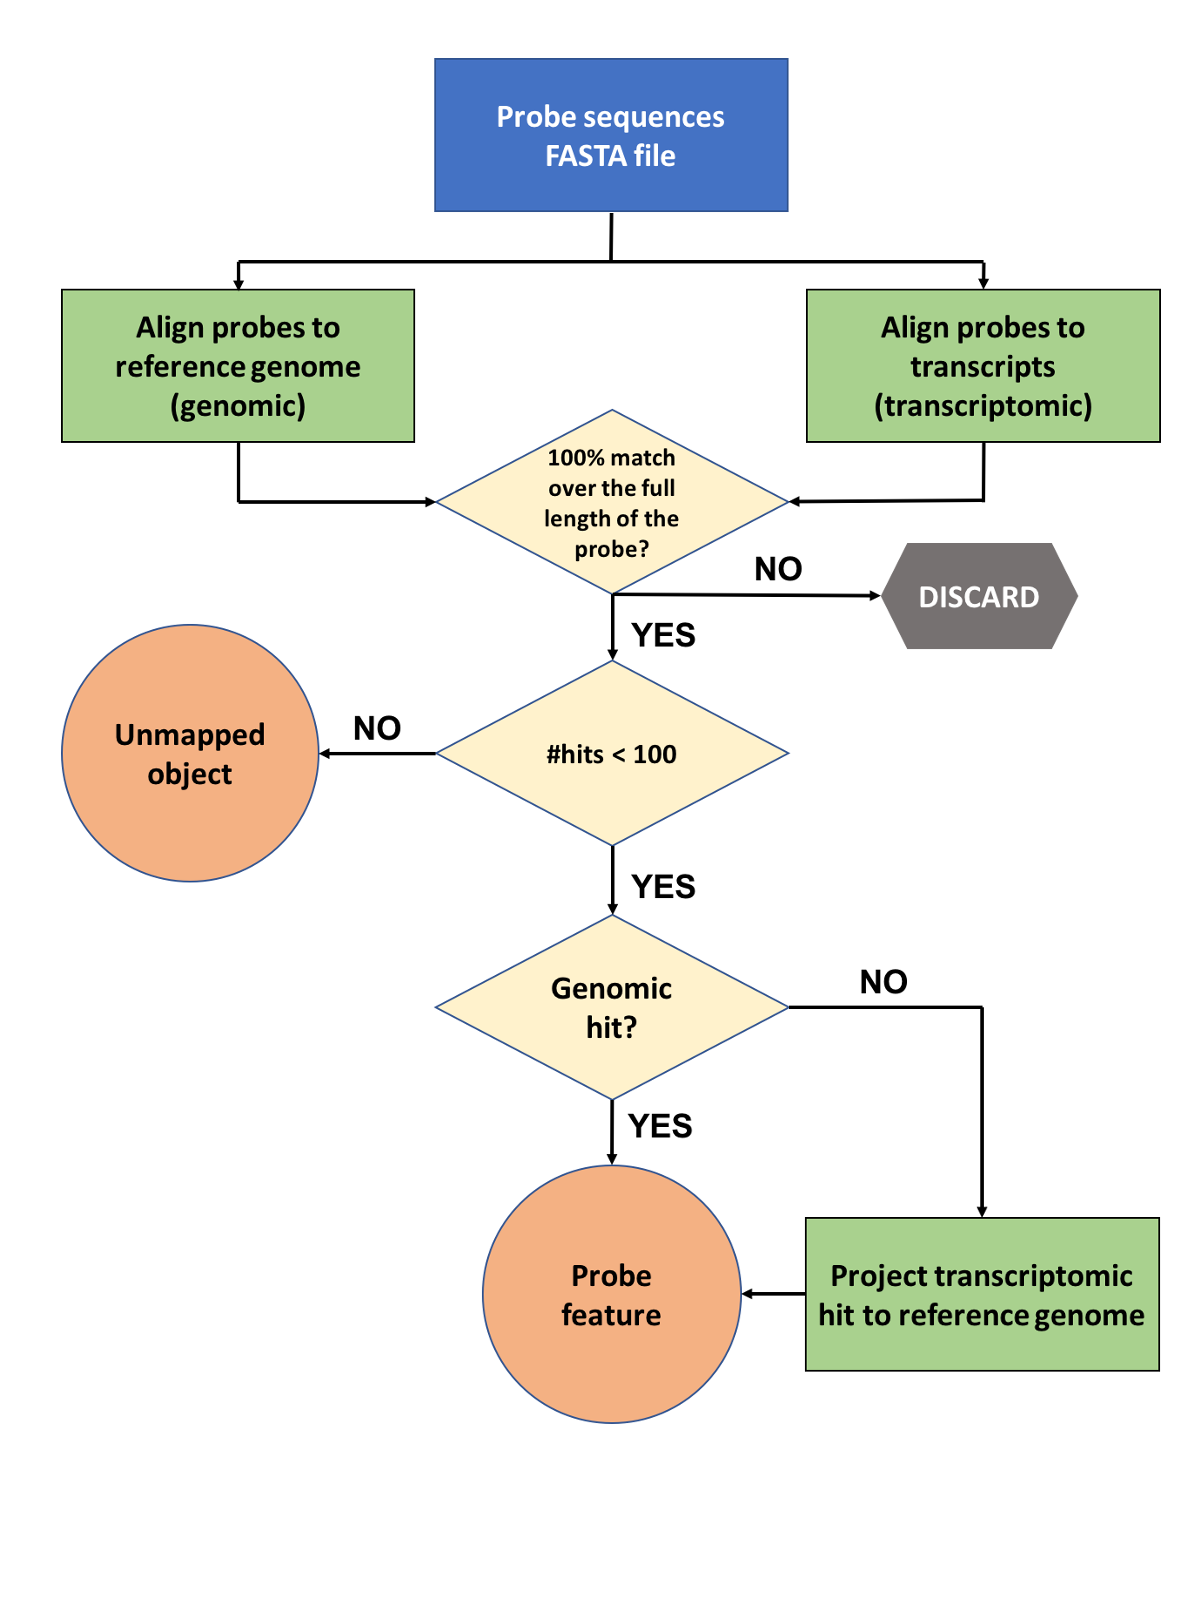 Probe sequences
FASTA file
Align probes to
reference genome
(genomic)
Align probes to
transcripts
(transcriptomic)
100% match
over the full
length of the
probe?
NO
DISCARD
YES
Unmapped
object
NO
#hits < 100
YES
Genomic
hit?
NO
YES
Probe
feature
Project transcriptomic
hit to reference genome